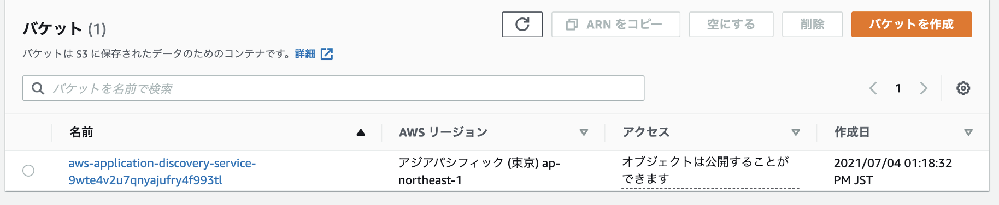 バケット (1)
ARN をコピー
空にする
削除
バケットを作成
バケットは S3 に保存されたデータのためのコンテナです。詳細
バケットを名前で検索
1
名前
AWS リージョン
アクセス
作成日
aws-application-discovery-service-
9wte4v2u7qnyajufry4f993tl
アジアパシフィック (東京) ap-
northeast-1
オブジェクトは公開することが
できます
2021/07/04 01:18:32
PM JST